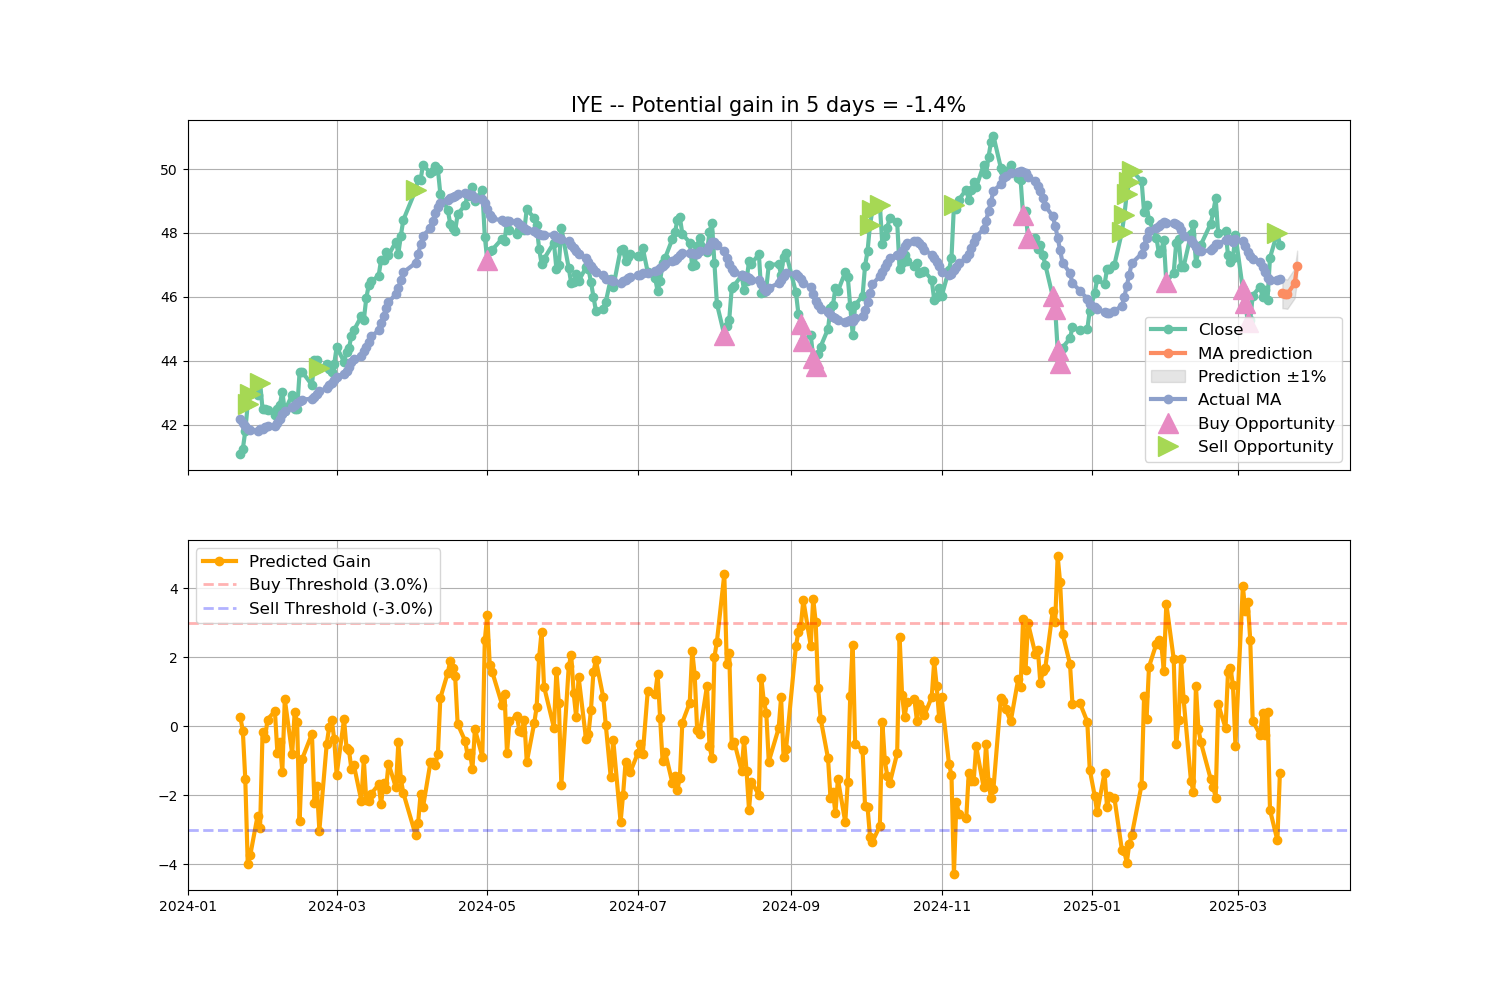 IYE -- Potential gain in 5 days = -1.4%
50
48
46
44
42
Close
MA prediction
Prediction ±1%
Actual MA
Buy Opportunity
Sell Opportunity
Predicted Gain
Buy Threshold (3.0%)
Sell Threshold (-3.0%)
4
2
0
−2
−4
2024-01
2024-03
2024-05
2024-07
2024-09
2024-11
2025-01
2025-03